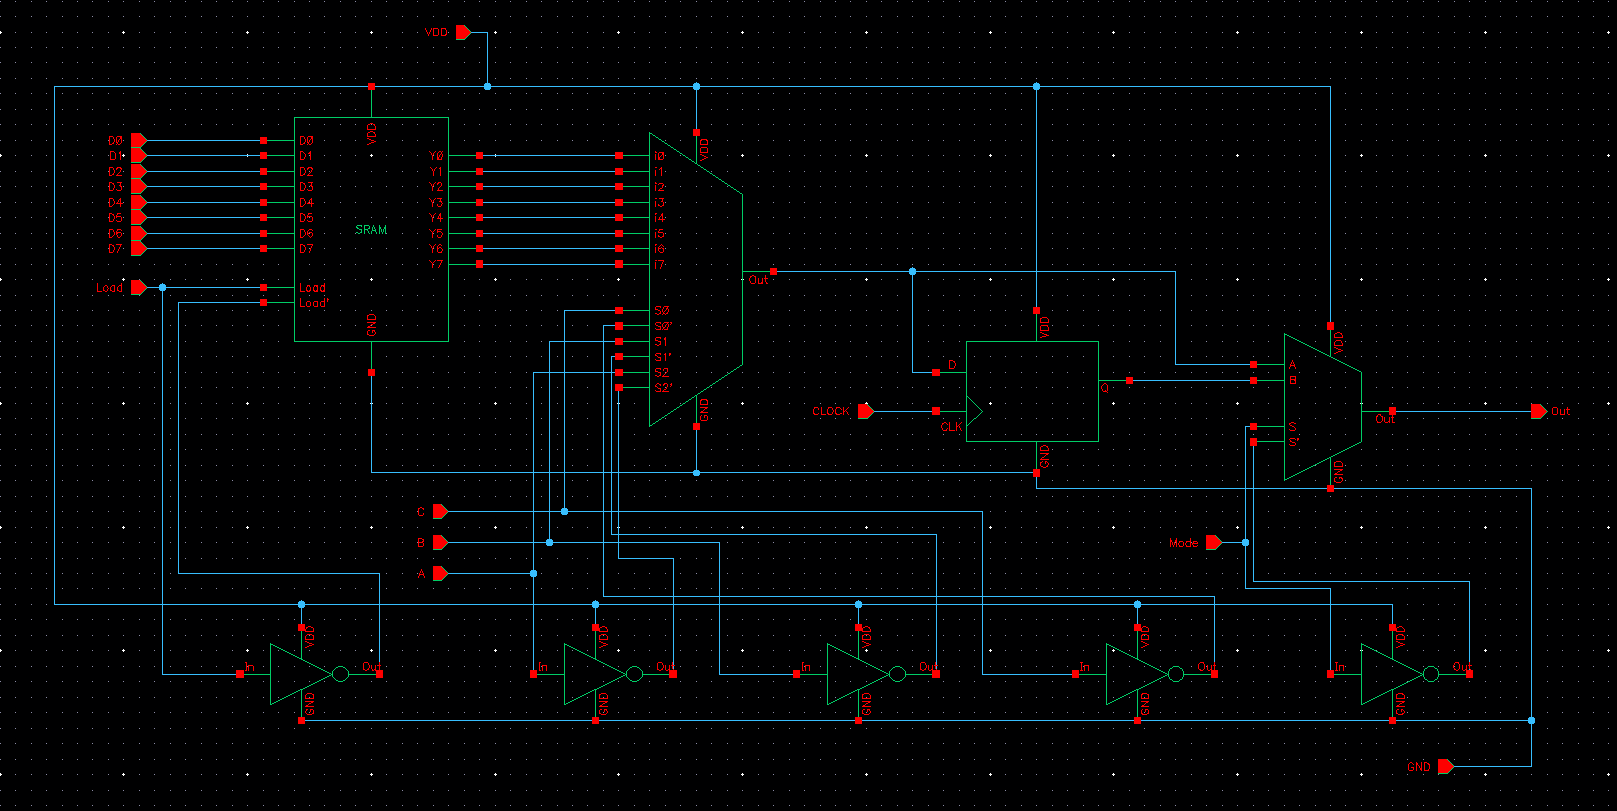 VDD
VDD
D0 D0
D1 D1 Y0 i0 VDD
D2 D2 Y1 i1
D3 D3 Y2 i2
D4 D4 Y3 i3
D5 D5 Y4 i4
D6 D6 SRAM Y5 i5
D7 D7 Y6 i6
Y7 i7
Out
Load Load
Load'
GND S0 VDD
S0'
S1 VDD
S1'
S2 D A
S2' Q B
GND CLOCK Out Out
CLK S
S'
GND GND
C
B Mode
A
VDD VDD VDD VDD VDD
In Out In Out In Out In Out In Out
GND GND GND GND GND
GND